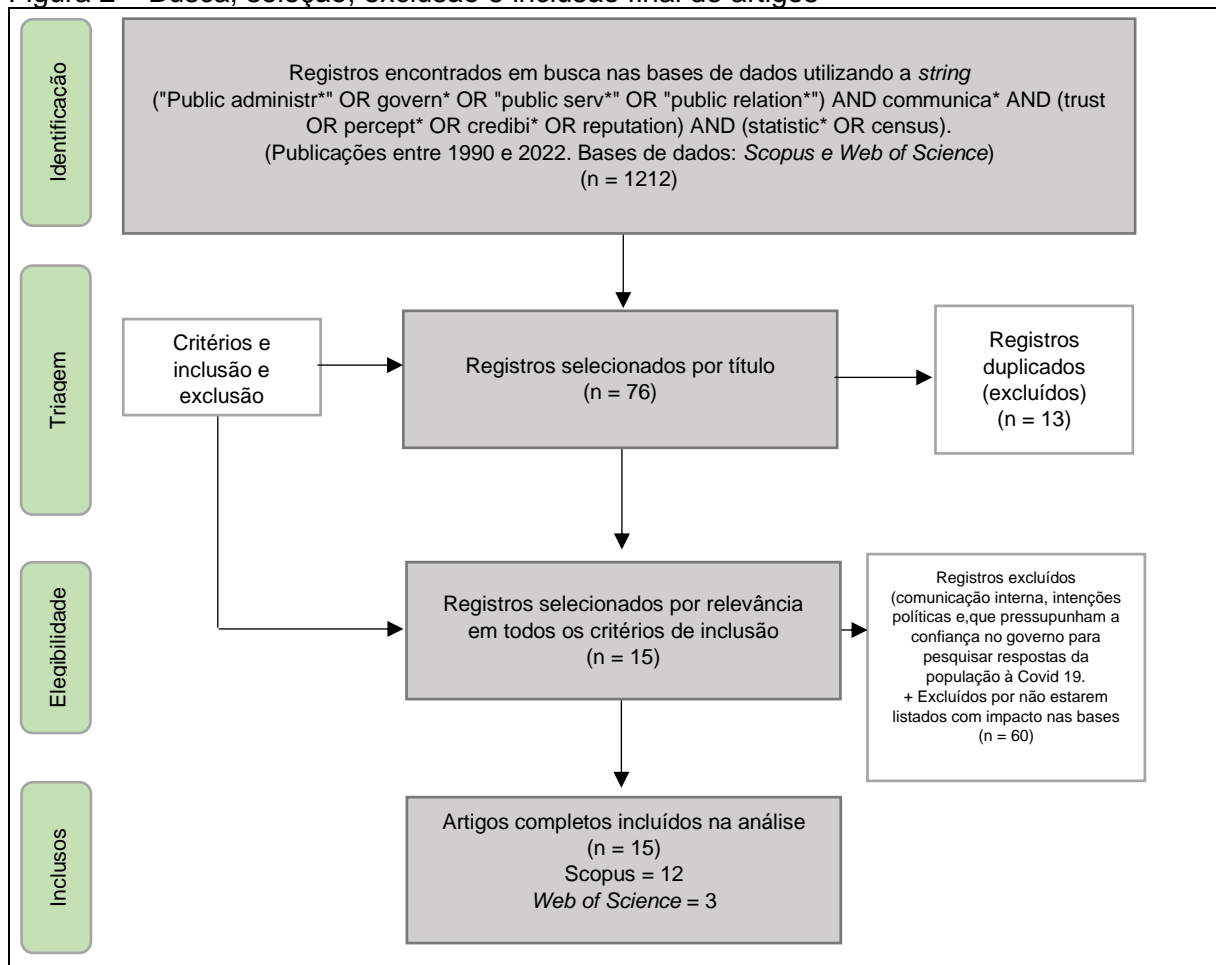 Figura 2 – Busca, seleção, exclusão e inclusão final de artigos
Identificação
Registros encontrados em busca nas bases de dados utilizando a string
("Public administr*" OR govern* OR "public serv*" OR "public relation*") AND communica* AND (trust
OR percept* OR credibi* OR reputation) AND (statistic* OR census).
(Publicações entre 1990 e 2022. Bases de dados: Scopus e Web of Science)
(n = 1212)
Triagem
Critérios e
inclusão e
exclusão
Registros selecionados por título
(n = 76)
Registros
duplicados
(excluídos)
(n = 13)
Elegibilidade
Registros selecionados por relevância
em todos os critérios de inclusão
(n = 15)
Registros excluídos
(comunicação interna, intenções
políticas e,que pressupunham a
confiança no governo para
pesquisar respostas da
população à Covid 19.
+ Excluídos por não estarem
listados com impacto nas bases
(n = 60)
Inclusos
Artigos completos incluídos na análise
(n = 15)
Scopus = 12
Web of Science = 3